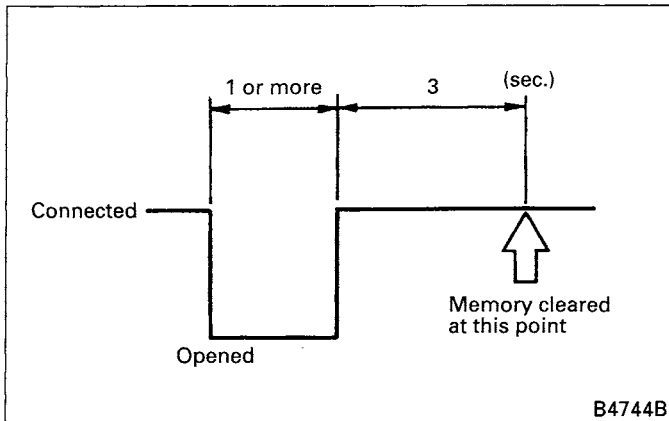 1 or more
3
(sec.)
Connected
Opened
Memory cleared
at this point
B4744B